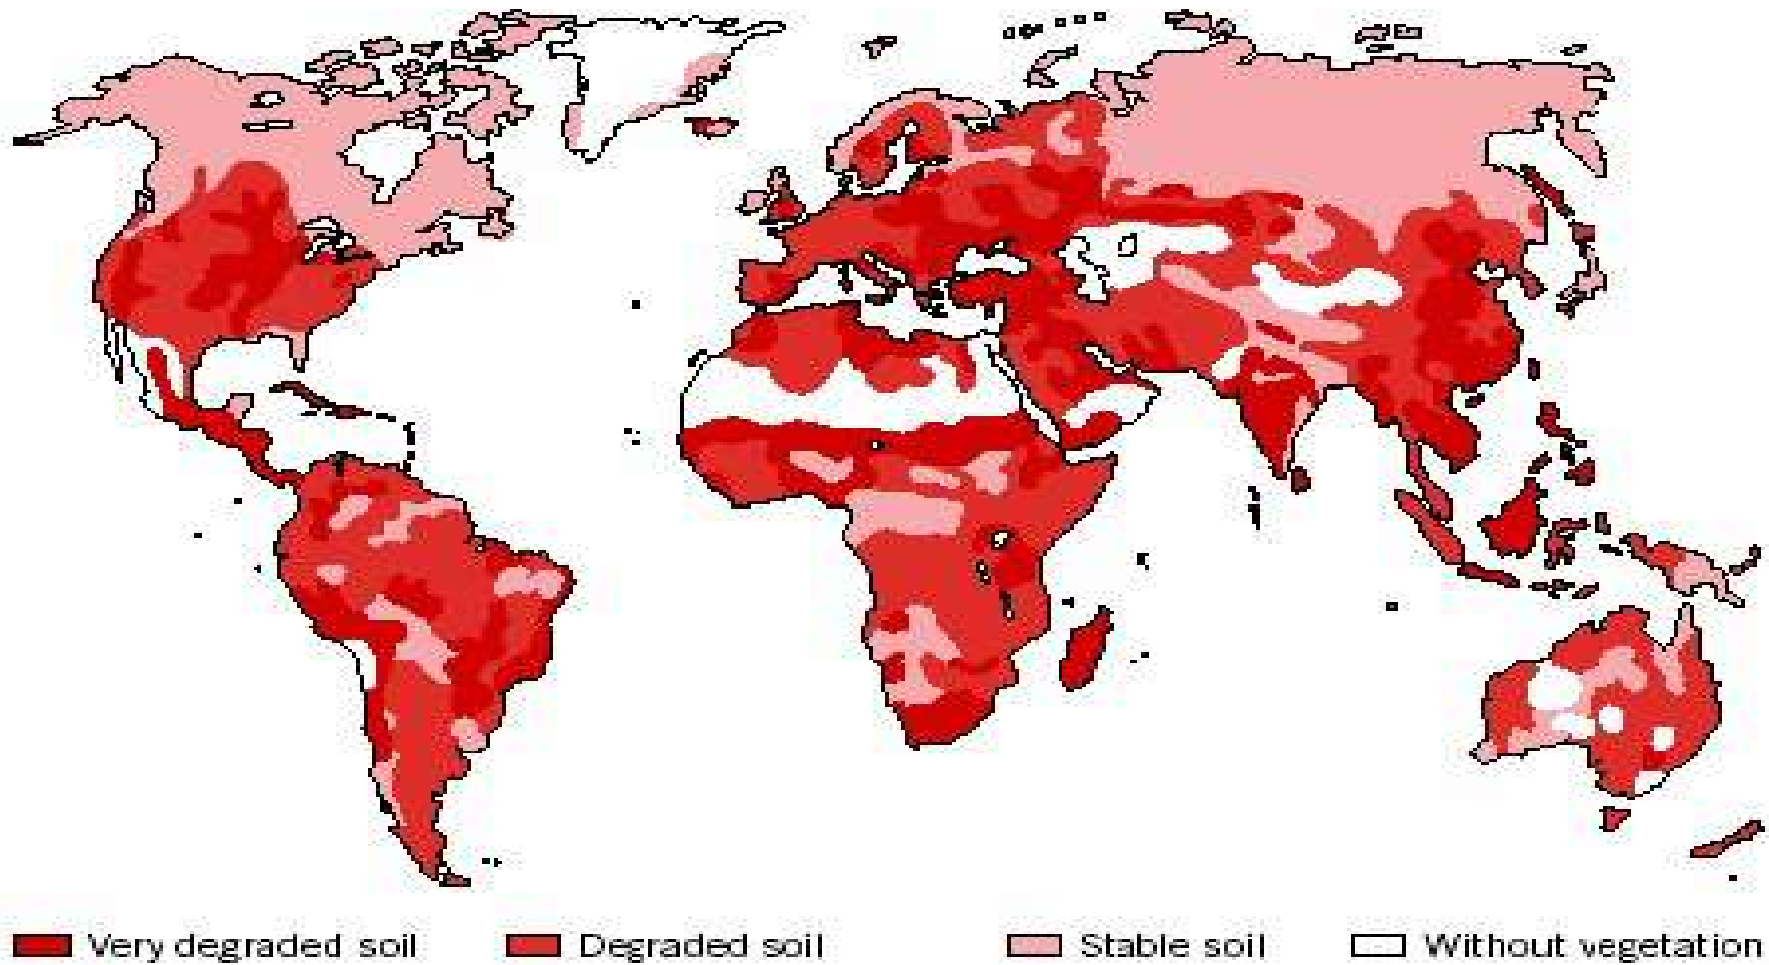 Very degraded soil
Degraded soil
Stable soil
Without vegetation